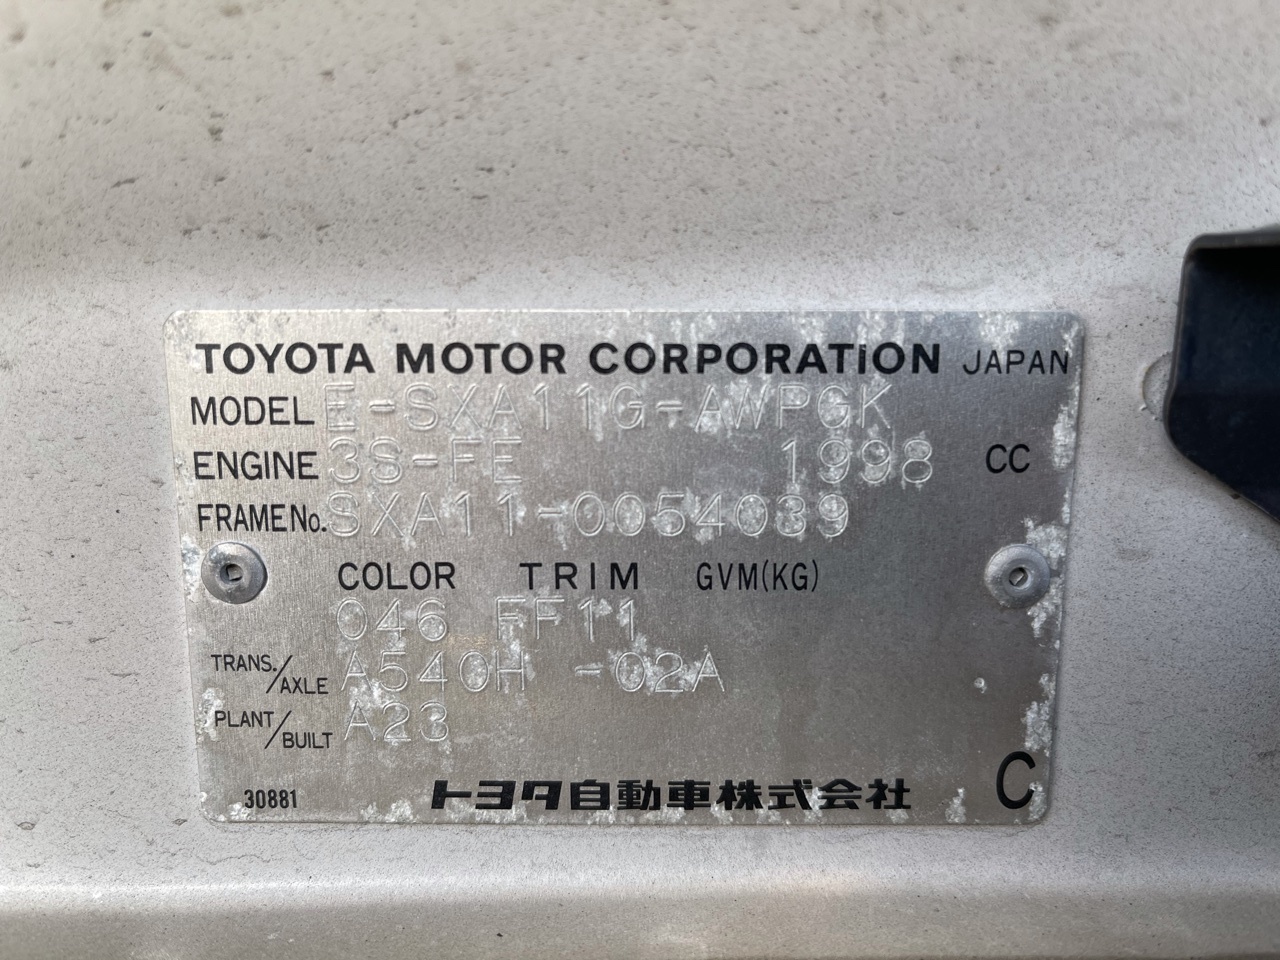 TOYOTA MOTOR CORPORATION JAPAN
MODEL E-SXA11G-AWPGK
ENGINE 3S-FE 1998 CC
FRAME No. SXA11-0054039
COLOR TRIM GVM(KG)
046 FF11
TRANS./AXLE A540H -02A
PLANT/BUILT A23
30881 トヨタ自動車株式会社 C